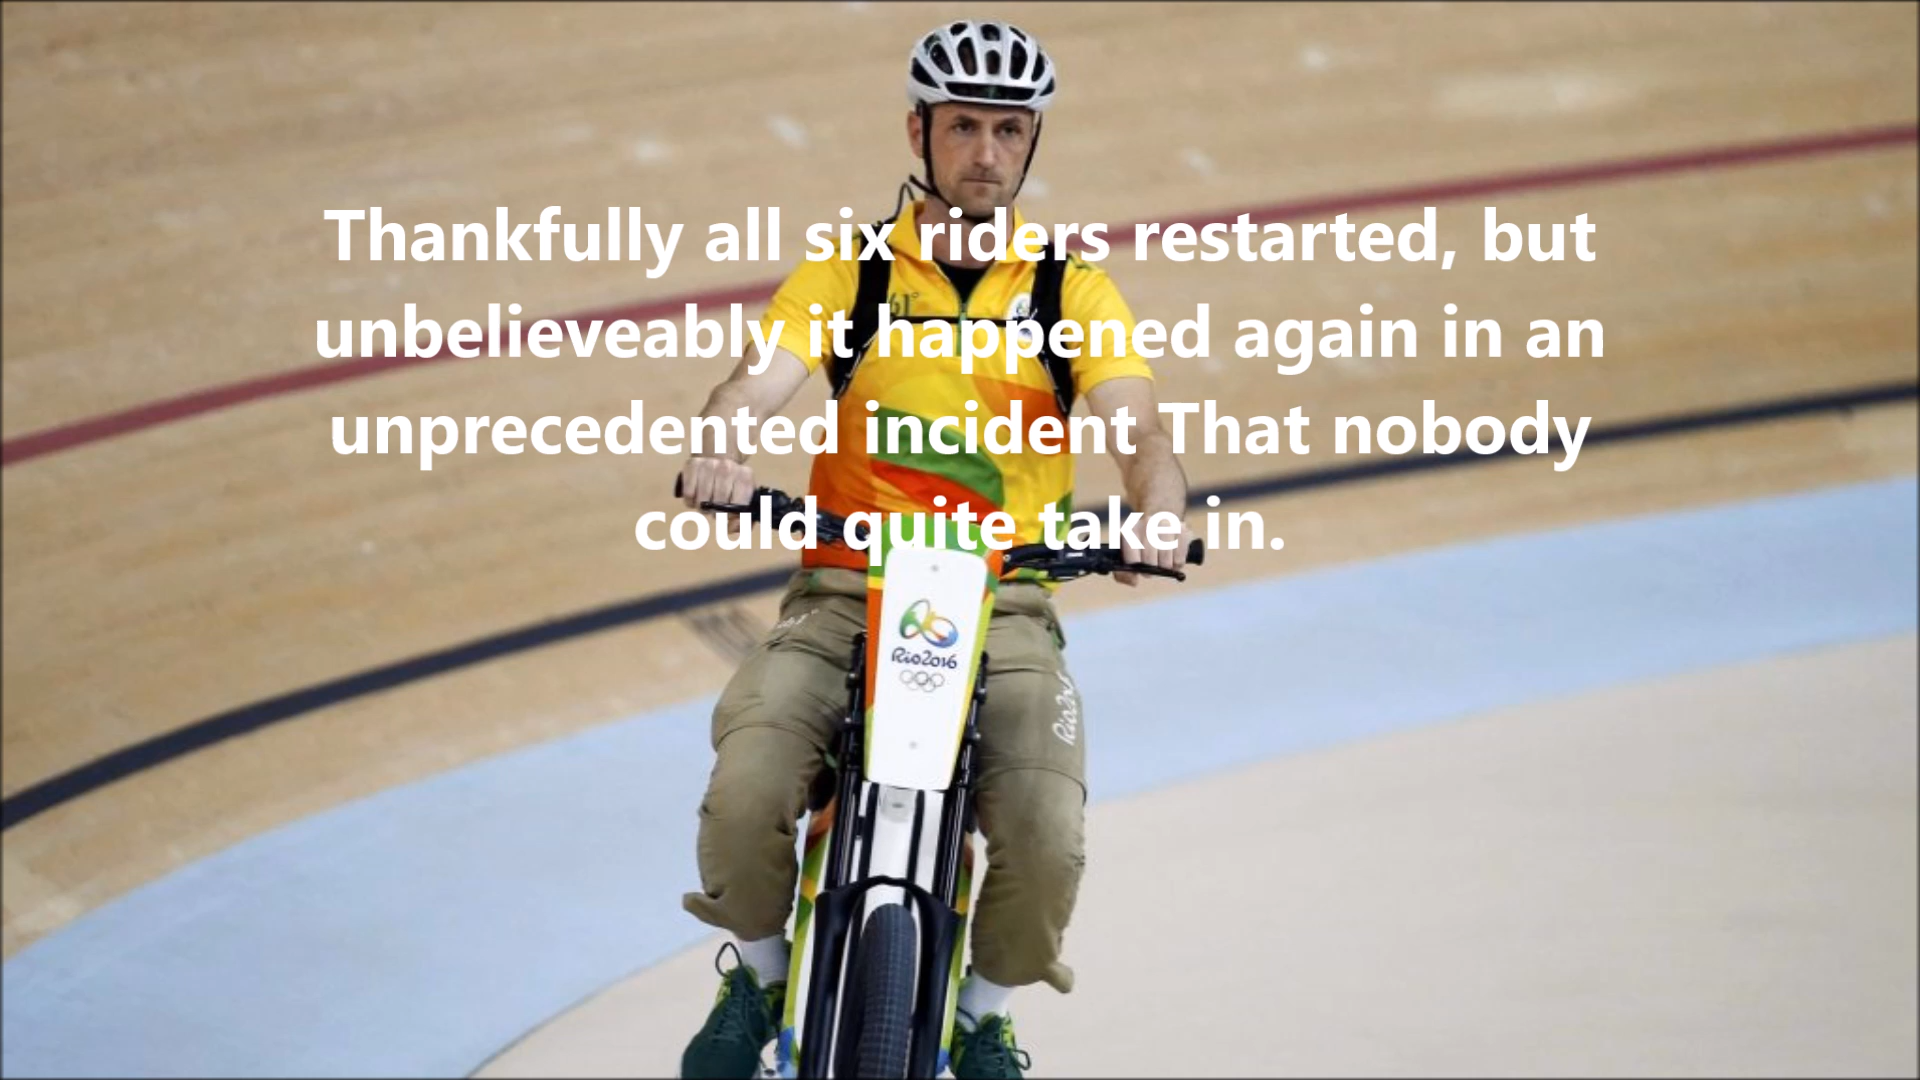 Thankfully all six riders restarted, but
unbelieveably it happened again in an
unprecedented incident That nobody
could quite take in.
Rio2016
Rio2016